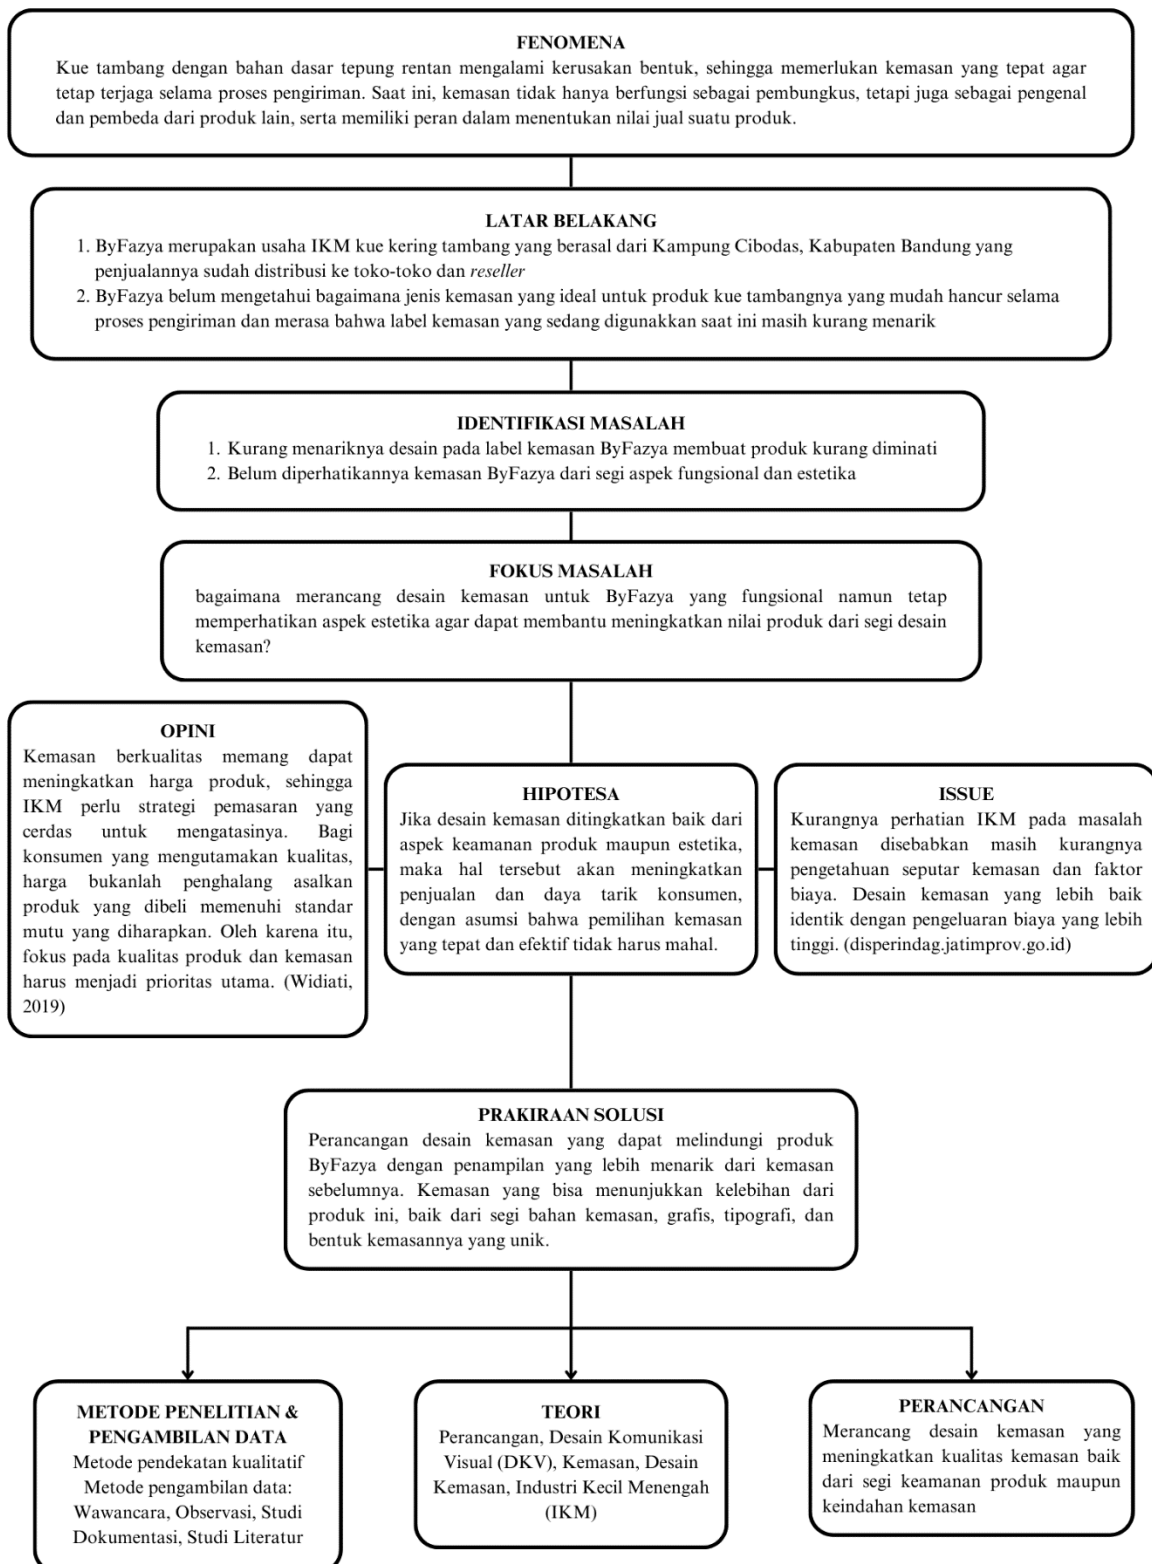 FENOMENA
Kue tambang dengan bahan dasar tepung rentan mengalami kerusakan bentuk, sehingga memerlukan kemasan yang tepat agar
tetap terjaga selama proses pengiriman. Saat ini, kemasan tidak hanya berfungsi sebagai pembungkus, tetapi juga sebagai pengenal
dan pembeda dari produk lain, serta memiliki peran dalam menentukan nilai jual suatu produk.
LATAR BELAKANG
1. ByFazya merupakan usaha IKM kue kering tambang yang berasal dari Kampung Cibodas, Kabupaten Bandung yang
penjualannya sudah distribusi ke toko-toko dan reseller
2. ByFazya belum mengetahui bagaimana jenis kemasan yang ideal untuk produk kue tambangnya yang mudah hancur selama
proses pengiriman dan merasa bahwa label kemasan yang sedang digunakkan saat ini masih kurang menarik
IDENTIFIKASI MASALAH
1. Kurang menariknya desain pada label kemasan ByFazya membuat produk kurang diminati
2. Belum diperhatikannya kemasan ByFazya dari segi aspek fungsional dan estetika
FOKUS MASALAH
bagaimana merancang desain kemasan untuk ByFazya yang fungsional namun tetap
memperhatikan aspek estetika agar dapat membantu meningkatkan nilai produk dari segi desain
kemasan?
OPINI
Kemasan berkualitas memang dapat
meningkatkan harga produk, sehingga
IKM perlu strategi pemasaran yang
cerdas untuk mengatasinya. Bagi
konsumen yang mengutamakan kualitas,
harga bukanlah penghalang asalkan
produk yang dibeli memenuhi standar
mutu yang diharapkan. Oleh karena itu,
fokus pada kualitas produk dan kemasan
harus menjadi prioritas utama. (Widiati,
2019)
HIPOTESA
Jika desain kemasan ditingkatkan baik dari
aspek keamanan produk maupun estetika,
maka hal tersebut akan meningkatkan
penjualan dan daya tarik konsumen,
dengan asumsi bahwa pemilihan kemasan
yang tepat dan efektif tidak harus mahal.
ISSUE
Kurangnya perhatian IKM pada masalah
kemasan disebabkan masih kurangnya
pengetahuan seputar kemasan dan faktor
biaya. Desain kemasan yang lebih baik
identik dengan pengeluaran biaya yang lebih
tinggi. (disperindag.jatimprov.go.id)
PRAKIRAAN SOLUSI
Perancangan desain kemasan yang dapat melindungi produk
ByFazya dengan penampilan yang lebih menarik dari kemasan
sebelumnya. Kemasan yang bisa menunjukkan kelebihan dari
produk ini, baik dari segi bahan kemasan, grafis, tipografi, dan
bentuk kemasannya yang unik.
METODE PENELITIAN &
PENGAMBILAN DATA
Metode pendekatan kualitatif
Metode pengambilan data:
Wawancara, Observasi, Studi
Dokumentasi, Studi Literatur
TEORI
Perancangan, Desain Komunikasi
Visual (DKV), Kemasan, Desain
Kemasan, Industri Kecil Menengah
(IKM)
PERANCANGAN
Merancang desain kemasan yang
meningkatkan kualitas kemasan baik
dari segi keamanan produk maupun
keindahan kemasan